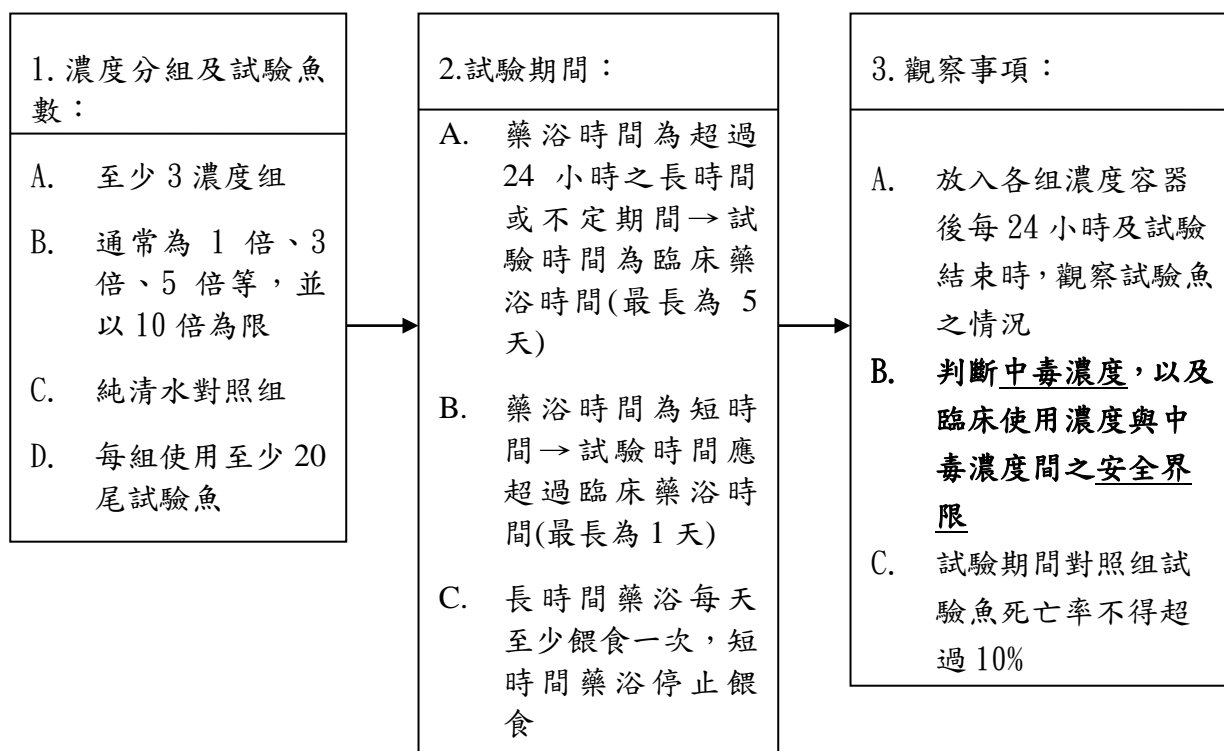 1.濃度分組及試驗魚
數：
A. 至少 3 濃度組
B. 通常為 1 倍、3
倍、5 倍等，並
以 10 倍為限
C. 純清水對照組
D. 每組使用至少 20
尾試驗魚
2.試驗期間：
A. 藥浴時間為超過
24 小時之長時間
或不定期間→試
驗時間為臨床藥
浴時間(最長為 5
天)
B. 藥浴時間為短時
間→試驗時間應
超過臨床藥浴時
間(最長為 1 天)
C. 長時間藥浴每天
至少餵食一次，短
時間藥浴停止餵
食
3.觀察事項：
A. 放入各組濃度容器
後每 24 小時及試驗
結束時，觀察試驗魚
之情況
B. 判斷中毒濃度，以及
臨床使用濃度與中
毒濃度間之安全界
限
C. 試驗期間對照組試
驗魚死亡率不得超
過 10%